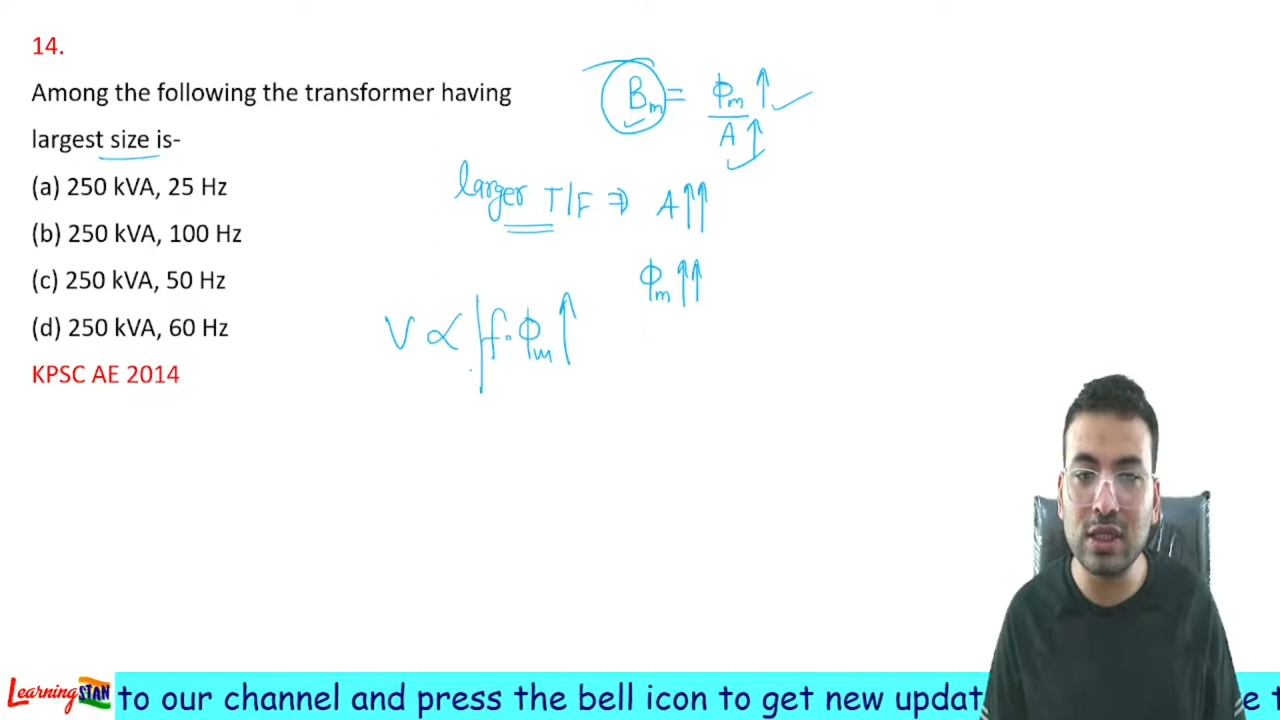 14.
Among the following the transformer having
largest size is-
(a) 250 kVA, 25 Hz
(b) 250 kVA, 100 Hz
(c) 250 kVA, 50 Hz
(d) 250 kVA, 60 Hz
KPSC AE 2014
Bm = ϕm ↑ / A ↑
larger T/F ⇒ A ↑↑
ϕm ↑↑
V ∝ f · ϕm ↑
Learning STAN
to our channel and press the bell icon to get new updat